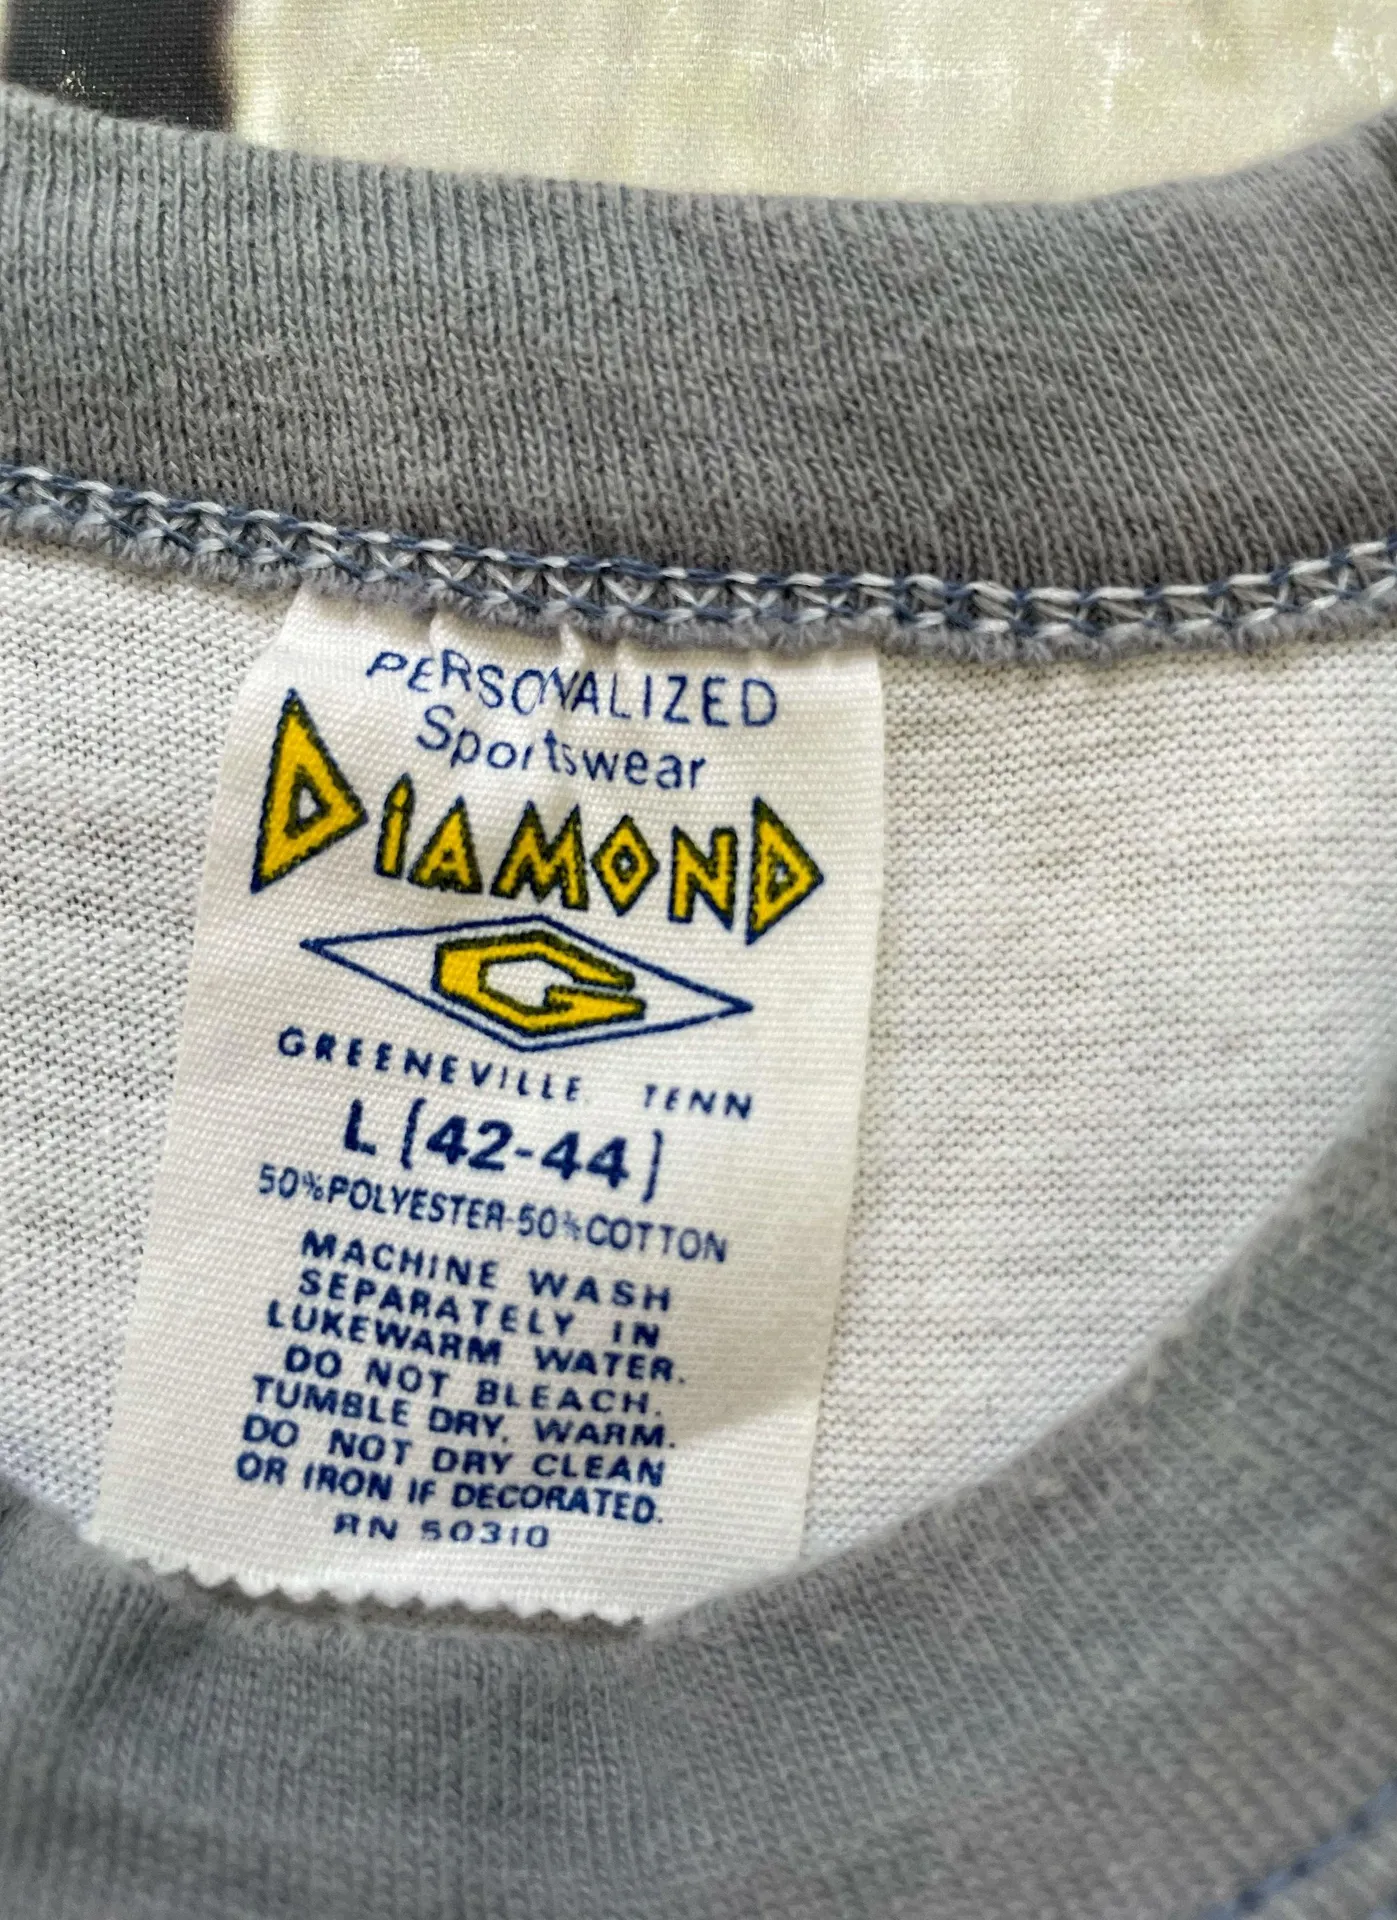 PERSONALIZED
Sportswear
DiAMOND
G
GREENEVILLE TENN
L (42-44)
50%POLYESTER-50%COTTON
MACHINE WASH
SEPARATELY IN
LUKEWARM WATER.
DO NOT BLEACH.
TUMBLE DRY, WARM.
DO NOT DRY CLEAN
OR IRON IF DECORATED.
RN 50310